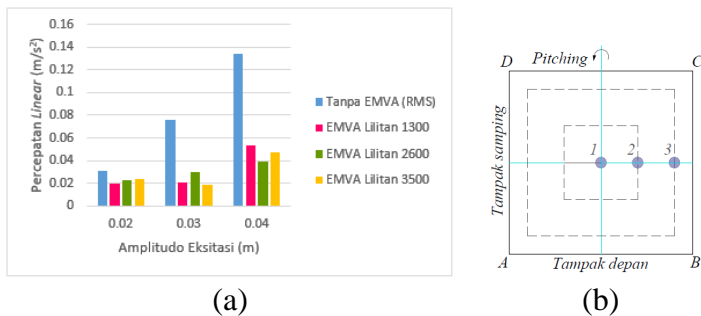 0.16
0.14
0.12
0.1
0.08
0.06
0.04
0.02
0
Percepatan Linear (m/s²)
0.02 0.03 0.04
Amplitudo Eksitasi (m)
Tanpa EMVA (RMS)
EMVA Lilitan 1300
EMVA Lilitan 2600
EMVA Lilitan 3500
(a)
D Pitching C
Tampak samping
1 2 3
A Tampak depan B
(b)